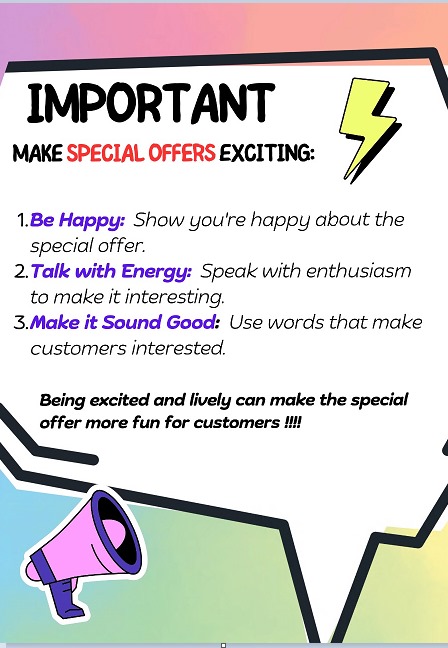 IMPORTANT
MAKE SPECIAL OFFERS EXCITING:
1. Be Happy: Show you're happy about the
special offer.
2. Talk with Energy: Speak with enthusiasm
to make it interesting.
3. Make it Sound Good: Use words that make
customers interested.
Being excited and lively can make the special
offer more fun for customers !!!!